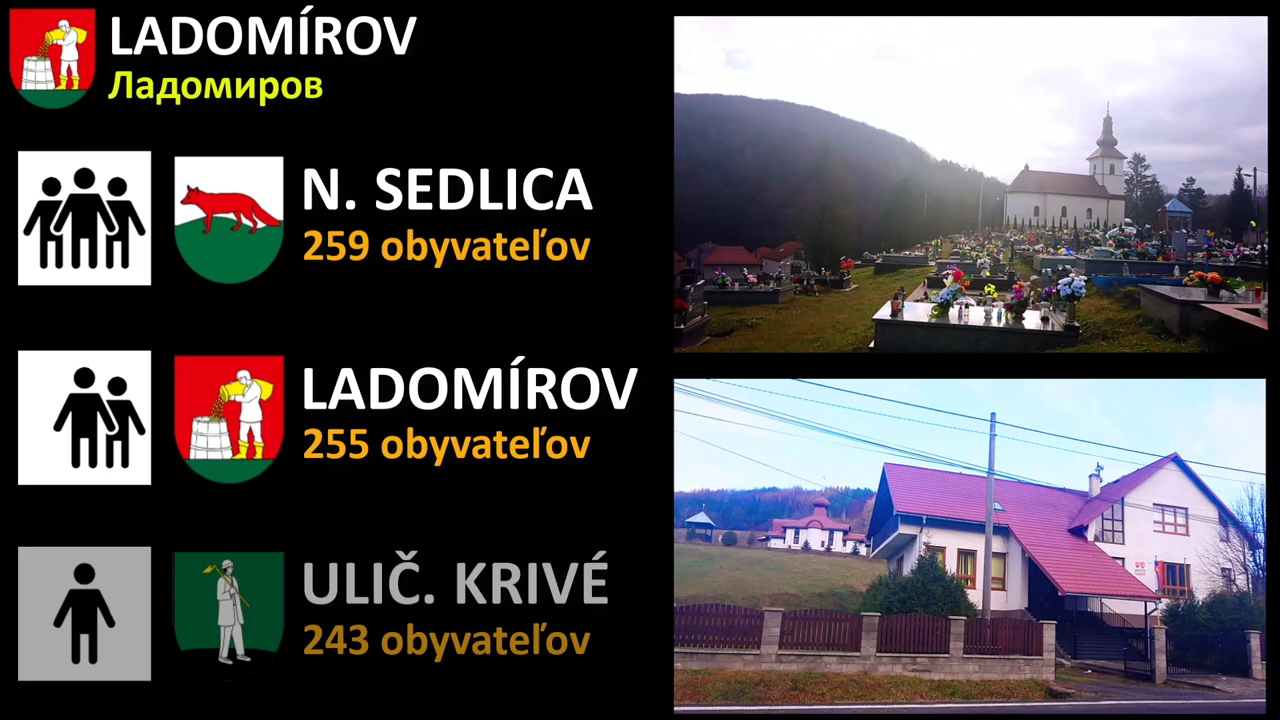 LADOMÍROV
Ладомиров
N. SEDLICA
259 obyvateľov
LADOMÍROV
255 obyvateľov
ULIČ. KRIVÉ
243 obyvateľov